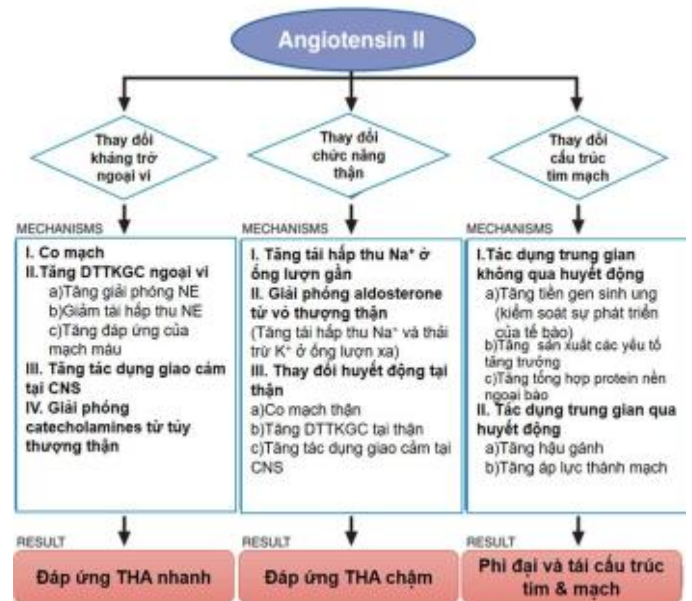 Angiotensin II
Thay đổi
kháng trở
ngoại vi
Thay đổi
chức năng
thận
Thay đổi
cấu trúc
tim mạch
MECHANISMS
I. Co mạch
II.Tăng DTTKGC ngoại vi
a)Tăng giải phóng NE
b)Giảm tái hấp thu NE
c)Tăng đáp ứng của
mạch máu
III. Tăng tác dụng giao cảm
tại CNS
IV. Giải phóng
catecholamines từ tủy
thượng thận
RESULT
Đáp ứng THA nhanh
MECHANISMS
I. Tăng tái hấp thu Na⁺ ở
ống lượn gần
II. Giải phóng aldosterone
từ vỏ thượng thận
(Tăng tái hấp thu Na⁺ và thải
trừ K⁺ ở ống lượn xa)
III. Thay đổi huyết động tại
thận
a)Co mạch thận
b)Tăng DTTKGC tại thận
c)Tăng tác dụng giao cảm tại
CNS
RESULT
Đáp ứng THA chậm
MECHANISMS
I.Tác dụng trung gian
không qua huyết động
a)Tăng tiền gen sinh ung
(kiểm soát sự phát triển
của tế bào)
b)Tăng sản xuất các yếu tố
tăng trưởng
c)Tăng tổng hợp protein nền
ngoại bào
II. Tác dụng trung gian qua
huyết động
a)Tăng hậu gánh
b)Tăng áp lực thành mạch
RESULT
Phì đại và tái cấu trúc
tim & mạch